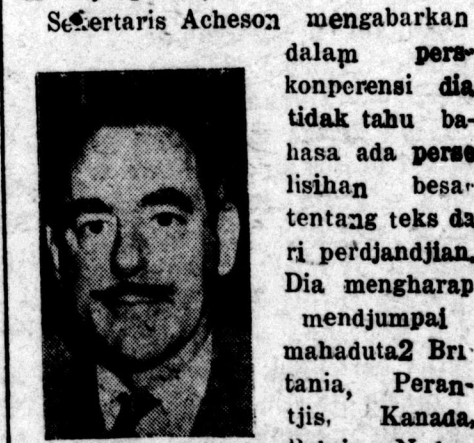 Sekertaris Acheson mengabarkan
dalam pers-
konperensi dia
tidak tahu ba-
hasa ada perse
lisihan besar
tentang teks da
ri perdjandjian.
Dia mengharap
mendjumpai
mahaduta2 Bri
tania, Peran-
tjis, Kanada,